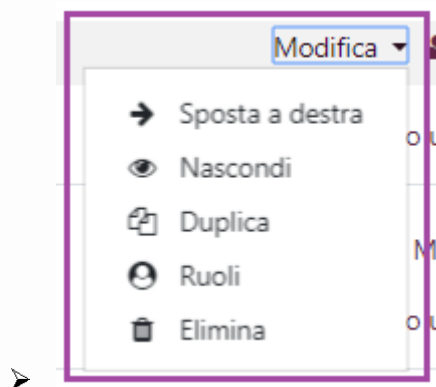 Modifica
Sposta a destra
Nascondi
Duplica
Ruoli
Elimina